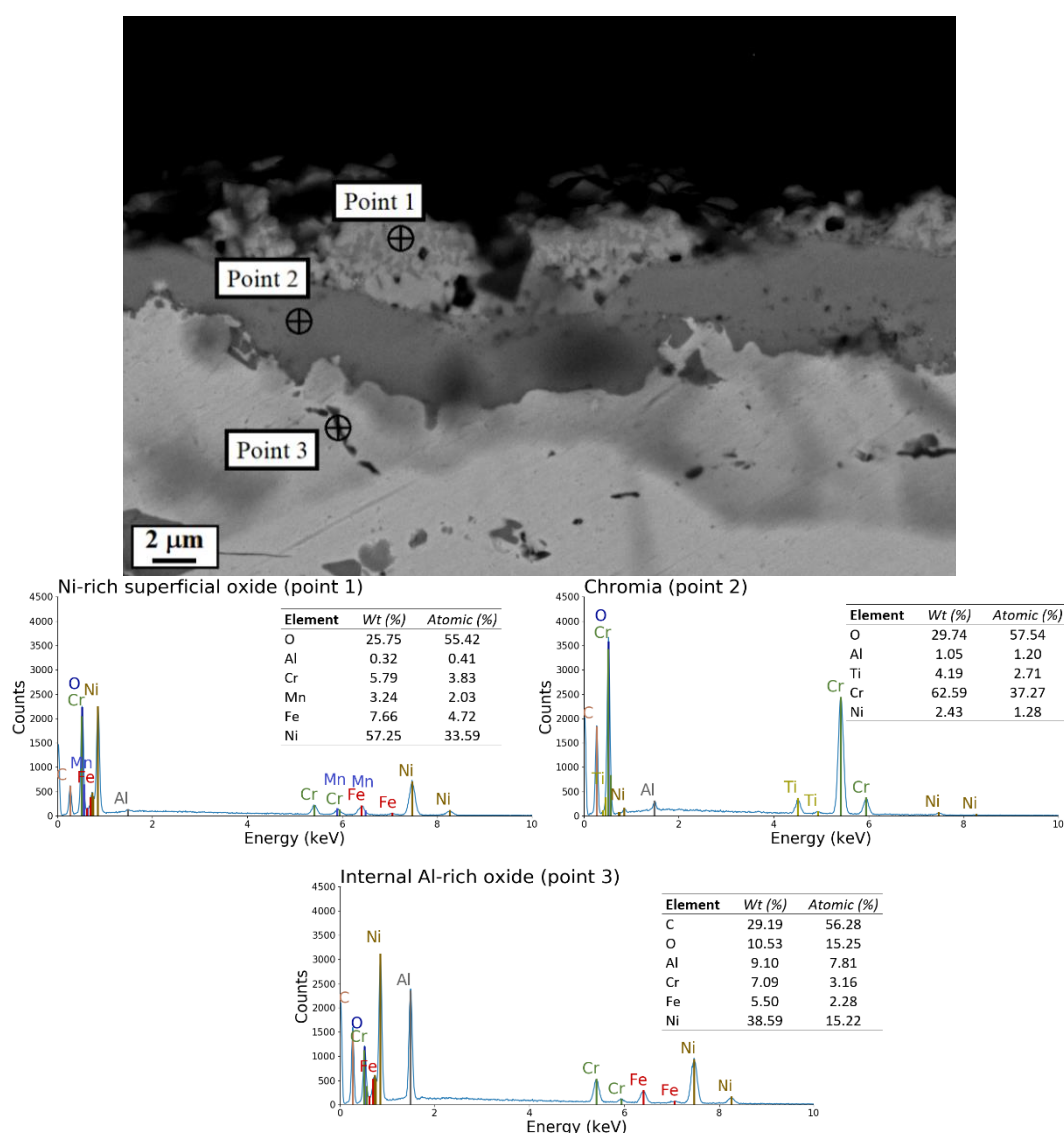 Point 1
Point 2
Point 3
2 μm
Ni-rich superficial oxide (point 1)
4500
4000
3500
3000
2500
2000
1500
1000
500
0
Counts
0 2 4 6 8 10
Energy (keV)
C
O
Cr
Ni
Mn
Fe
Al
Cr
Mn
Cr
Mn
Fe
Fe
Ni
Ni
Element Wt (%) Atomic (%)
O 25.75 55.42
Al 0.32 0.41
Cr 5.79 3.83
Mn 3.24 2.03
Fe 7.66 4.72
Ni 57.25 33.59
Chromia (point 2)
4500
4000
3500
3000
2500
2000
1500
1000
500
0
Counts
0 2 4 6 8 10
Energy (keV)
C
O
Cr
Ti
Ni
Al
Ti
Ti
Cr
Cr
Ni
Ni
Element Wt (%) Atomic (%)
O 29.74 57.54
Al 1.05 1.20
Ti 4.19 2.71
Cr 62.59 37.27
Ni 2.43 1.28
Internal Al-rich oxide (point 3)
4500
4000
3500
3000
2500
2000
1500
1000
500
0
Counts
0 2 4 6 8 10
Energy (keV)
C
O
Cr
Fe
Ni
Al
Cr
Cr
Fe
Fe
Ni
Ni
Element Wt (%) Atomic (%)
C 29.19 56.28
O 10.53 15.25
Al 9.10 7.81
Cr 7.09 3.16
Fe 5.50 2.28
Ni 38.59 15.22